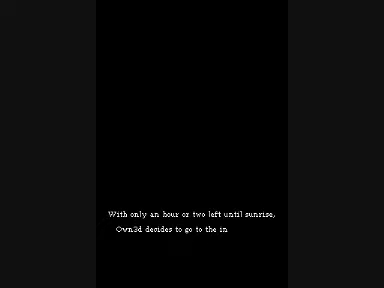 With only an hour or two left until sunrise,
Own3d decides to go to the in